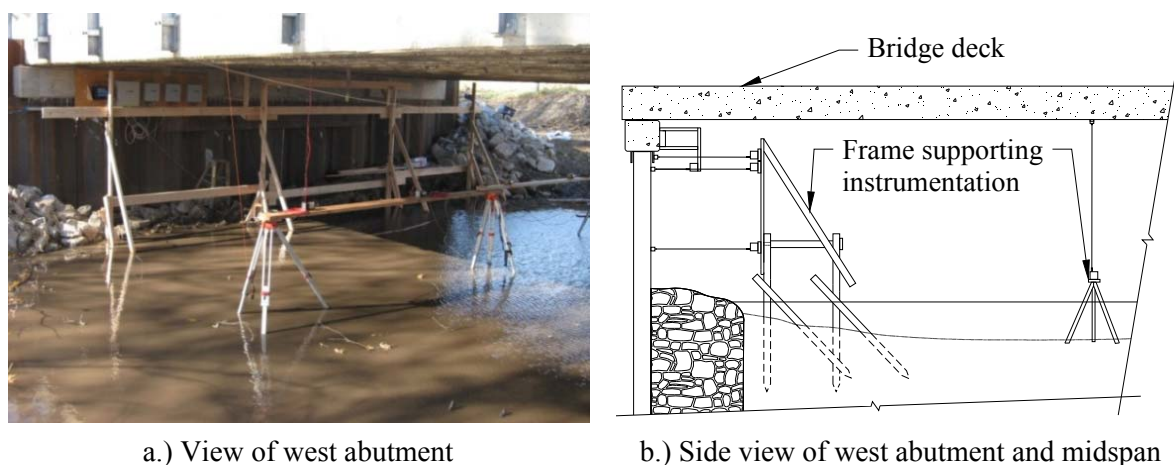 Bridge deck
Frame supporting
instrumentation
a.) View of west abutment
b.) Side view of west abutment and midspan